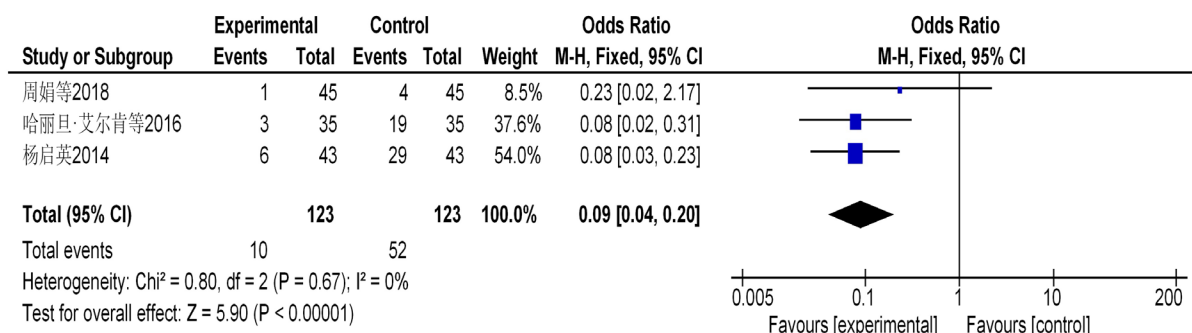 Experimental Control Odds Ratio Odds Ratio
Study or Subgroup Events Total Events Total Weight M-H, Fixed, 95% CI M-H, Fixed, 95% CI
周娟等2018 1 45 4 45 8.5% 0.23 [0.02, 2.17]
哈丽旦·艾尔肯等2016 3 35 19 35 37.6% 0.08 [0.02, 0.31]
杨启英2014 6 43 29 43 54.0% 0.08 [0.03, 0.23]
Total (95% CI) 123 123 100.0% 0.09 [0.04, 0.20]
Total events 10 52
Heterogeneity: Chi² = 0.80, df = 2 (P = 0.67); I² = 0%
Test for overall effect: Z = 5.90 (P < 0.00001)
0.005 0.1 1 10 200
Favours [experimental] Favours [control]